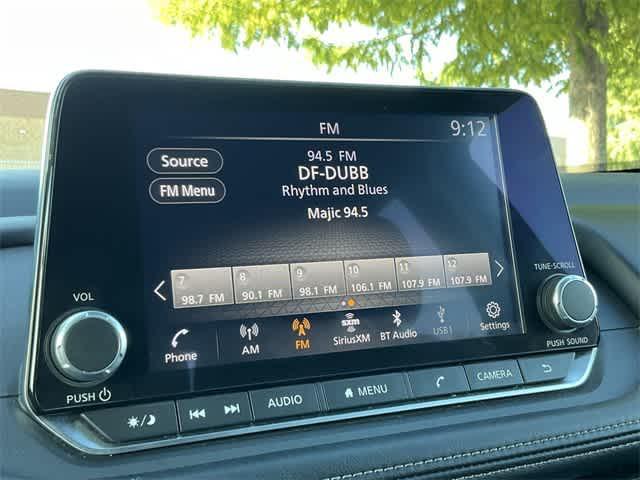 FM
9:12
Source
FM Menu
94.5 FM
DF-DUBB
Rhythm and Blues
Majic 94.5
7 8 9 10 11 12
98.7 FM 90.1 FM 98.1 FM 106.1 FM 107.9 FM 107.9 FM
Phone AM FM SiriusXM BT Audio USB1 Settings
sxm
VOL
PUSH
TUNE-SCROLL
PUSH SOUND
AUDIO MENU CAMERA